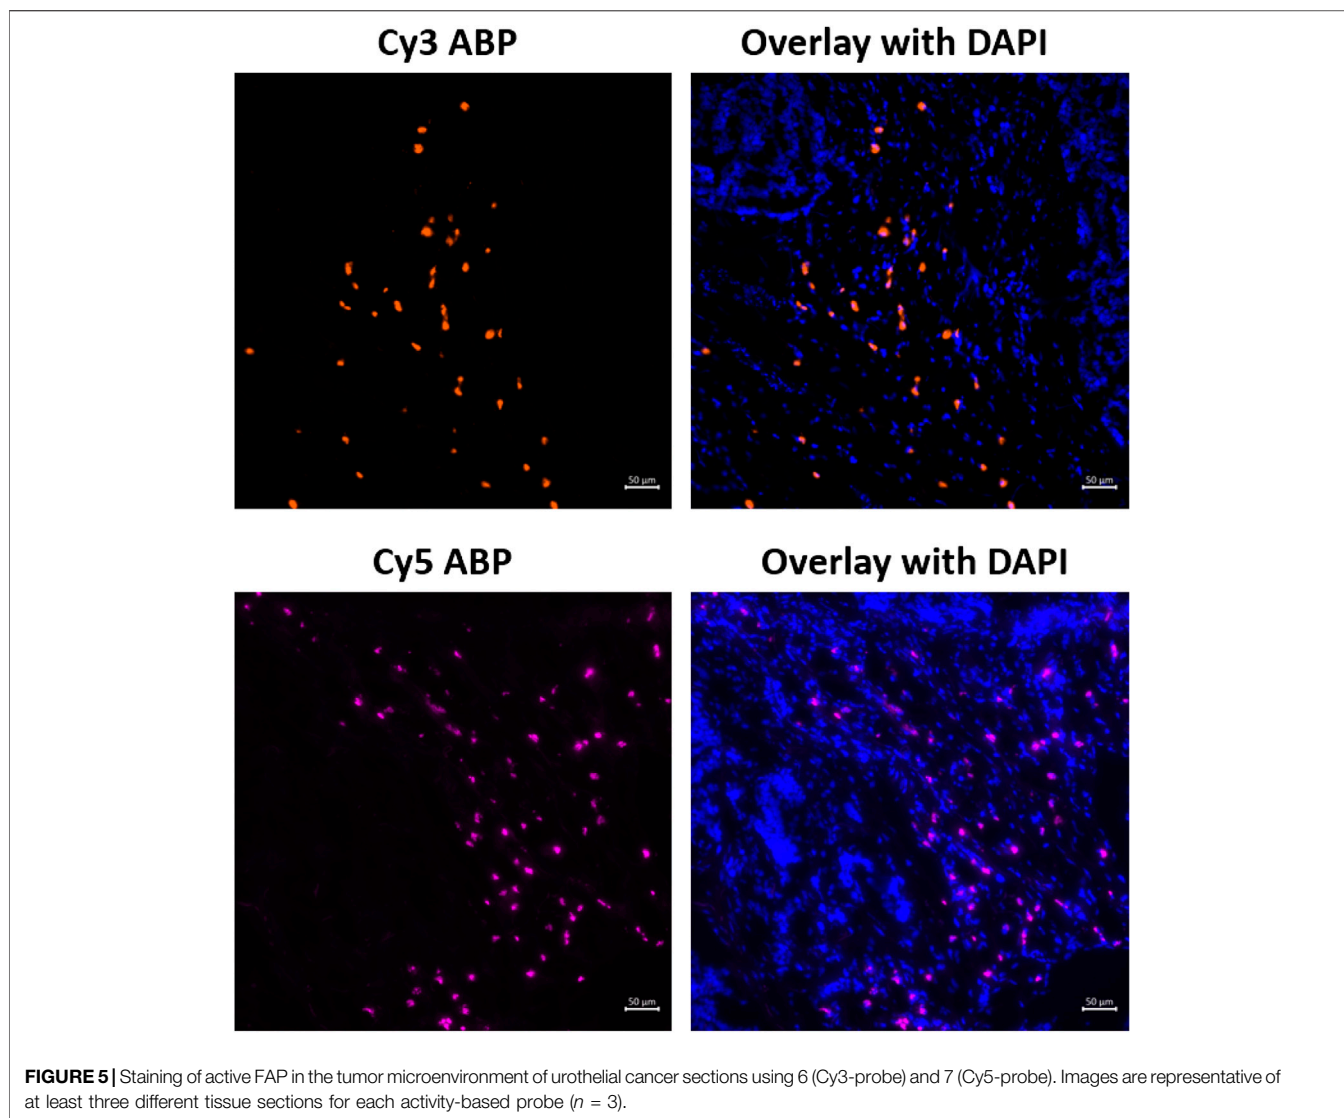 Cy3 ABP
Overlay with DAPI
50 μm
50 μm
Cy5 ABP
Overlay with DAPI
50 μm
50 μm
FIGURE 5 | Staining of active FAP in the tumor microenvironment of urothelial cancer sections using 6 (Cy3-probe) and 7 (Cy5-probe). Images are representative of
at least three different tissue sections for each activity-based probe (n = 3).